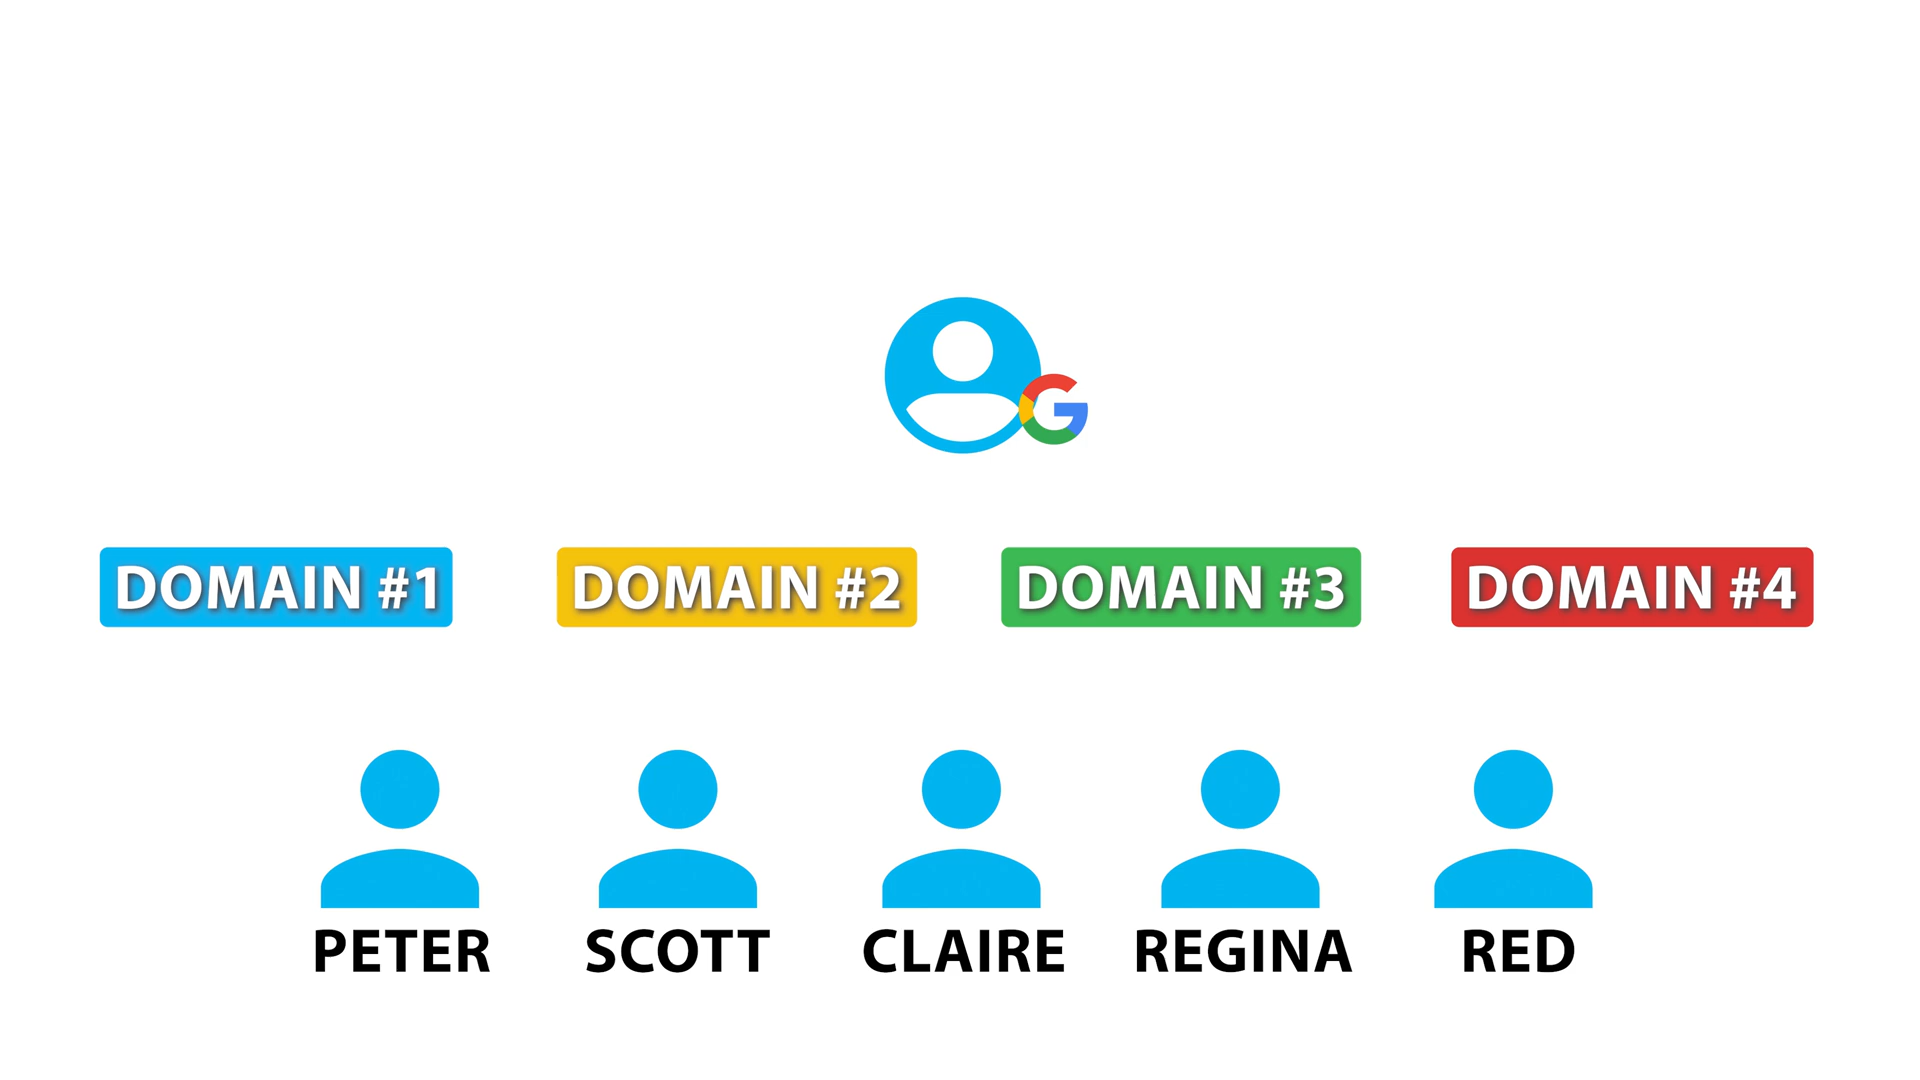 G
DOMAIN #1 DOMAIN #2 DOMAIN #3 DOMAIN #4
PETER SCOTT CLAIRE REGINA RED